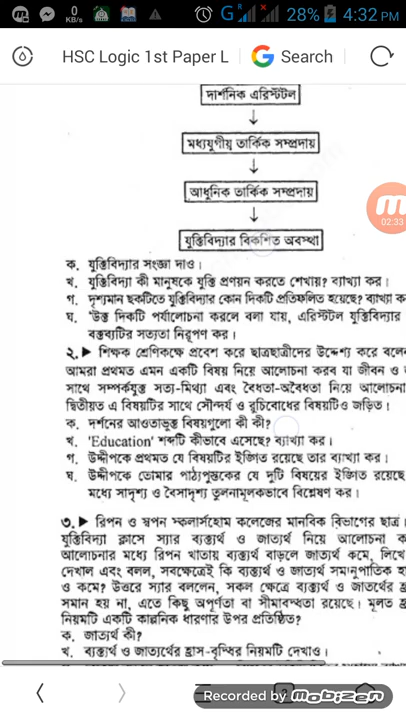 0 KB/s G R 28% 4:32 PM
HSC Logic 1st Paper L G Search
দার্শনিক এরিস্টটল
মধ্যযুগীয় তার্কিক সম্প্রদায়
আধুনিক তার্কিক সম্প্রদায়
যুক্তিবিদ্যার বিকশিত অবস্থা
02:33
ক. যুক্তিবিদ্যার সংজ্ঞা দাও।
খ. যুক্তিবিদ্যা কী মানুষকে যুক্তি প্রণয়ন করতে শেখায়? ব্যাখ্যা কর।
গ. দৃশ্যমান ছকটিতে যুক্তিবিদ্যার কোন দিকটি প্রতিফলিত হয়েছে? ব্যাখ্যা ক
ঘ. 'উক্ত দিকটি পর্যালোচনা করলে বলা যায়, এরিস্টটল যুক্তিবিদ্যার
বক্তব্যটির সত্যতা নিরূপণ কর।
২. ▶ শিক্ষক শ্রেণিকক্ষে প্রবেশ করে ছাত্রছাত্রীদের উদ্দেশ্য করে বলেন
আমরা প্রথমত এমন একটি বিষয় নিয়ে আলোচনা করব যা জীবন ও
সাথে সম্পর্কযুক্ত সত্য-মিথ্যা এবং বৈধতা-অবৈধতা নিয়ে আলোচনা
দ্বিতীয়ত এ বিষয়টির সাথে সৌন্দর্য ও রুচিবোধের বিষয়টিও জড়িত।
ক. দর্শনের আওতাভুক্ত বিষয়গুলো কী কী?
খ. 'Education' শব্দটি কীভাবে এসেছে? ব্যাখ্যা কর।
গ. উদ্দীপকে প্রথমত যে বিষয়টির ইঙ্গিত রয়েছে তার ব্যাখ্যা কর।
ঘ. উদ্দীপকে তোমার পাঠ্যপুস্তকের যে দুটি বিষয়ের ইঙ্গিত রয়েছে
মধ্যে সাদৃশ্য ও বৈসাদৃশ্য তুলনামূলকভাবে বিশ্লেষণ কর।
৩. ▶ রিপন ও স্বপন স্কলার্সহোম কলেজের মানবিক বিভাগের ছাত্র।
যুক্তিবিদ্যা ক্লাসে স্যার ব্যক্ত্যর্থ ও জাত্যর্থ নিয়ে আলোচনা ক
আলোচনার মধ্যে রিপন খাতায় ব্যক্ত্যর্থ বাড়লে জাত্যর্থ কমে, লিখে
দেখাল এবং বলল, সবক্ষেত্রেই কি ব্যক্ত্যর্থ ও জাত্যর্থ সমানুপাতিক হ
ও কমে? উত্তরে স্যার বললেন, সকল ক্ষেত্রে ব্যক্ত্যর্থ ও জাতর্থের হ্র
সমান হয় না, এতে কিছু অপূর্ণতা বা সীমাবদ্ধতা রয়েছে। মূলত হ্র
নিয়মটি একটি কাল্পনিক ধারণার উপর প্রতিষ্ঠিত?
ক. জাত্যর্থ কী?
খ. ব্যক্ত্যর্থ ও জাত্যর্থের হ্রাস-বৃদ্ধির নিয়মটি দেখাও।
Recorded by mobizen